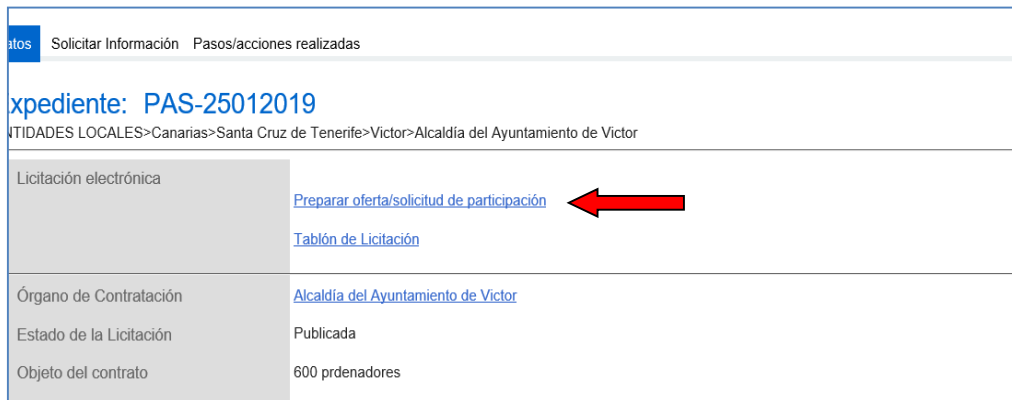 atos Solicitar Información Pasos/acciones realizadas
xpediente: PAS-25012019
NTIDADES LOCALES>Canarias>Santa Cruz de Tenerife>Victor>Alcaldía del Ayuntamiento de Victor
Licitación electrónica
Preparar oferta/solicitud de participación
Tablón de Licitación
Órgano de Contratación Alcaldía del Ayuntamiento de Victor
Estado de la Licitación Publicada
Objeto del contrato 600 prdenadores